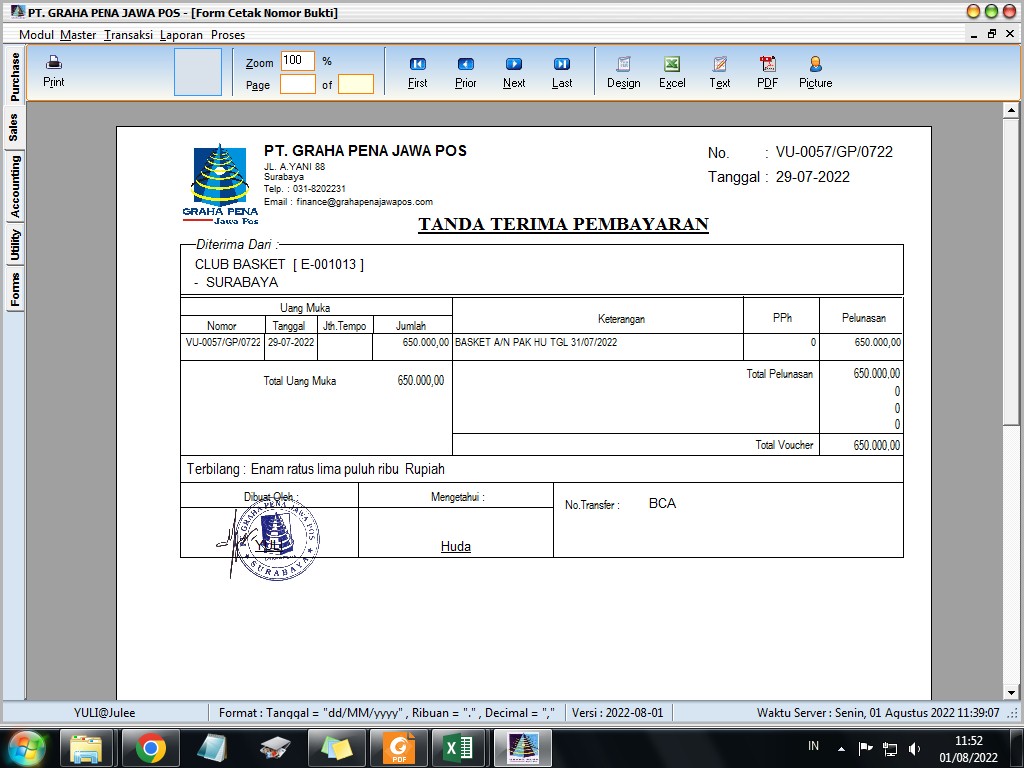 PT. GRAHA PENA JAWA POS - [Form Cetak Nomor Bukti]
Modul Master Transaksi Laporan Proses
Purchase
Sales
Accounting
Utility
Forms
Print
Zoom 100 %
Page of
First Prior Next Last
Design Excel Text PDF Picture
GRAHA PENA
Jawa Pos
PT. GRAHA PENA JAWA POS
JL. A.YANI 88
Surabaya
Telp. : 031-8202231
Email : finance@grahapenajawapos.com
No. : VU-0057/GP/0722
Tanggal : 29-07-2022
TANDA TERIMA PEMBAYARAN
Diterima Dari :
CLUB BASKET [ E-001013 ]
- SURABAYA
Uang Muka
Nomor Tanggal Jth.Tempo Jumlah Keterangan PPh Pelunasan
VU-0057/GP/0722 29-07-2022 650.000,00 BASKET A/N PAK HU TGL 31/07/2022 0 650.000,00
Total Uang Muka 650.000,00
Total Pelunasan 650.000,00
0
0
0
Total Voucher 650.000,00
Terbilang : Enam ratus lima puluh ribu Rupiah
Dibuat Oleh : Mengetahui :
No.Transfer : BCA
PT. GRAHA PENA JAWA POS
SURABAYA
YULI
Huda
YULI@Julee Format : Tanggal = "dd/MM/yyyy" , Ribuan = "." , Decimal = "," Versi : 2022-08-01 Waktu Server : Senin, 01 Agustus 2022 11:39:07
PDF
IN
11:52
01/08/2022